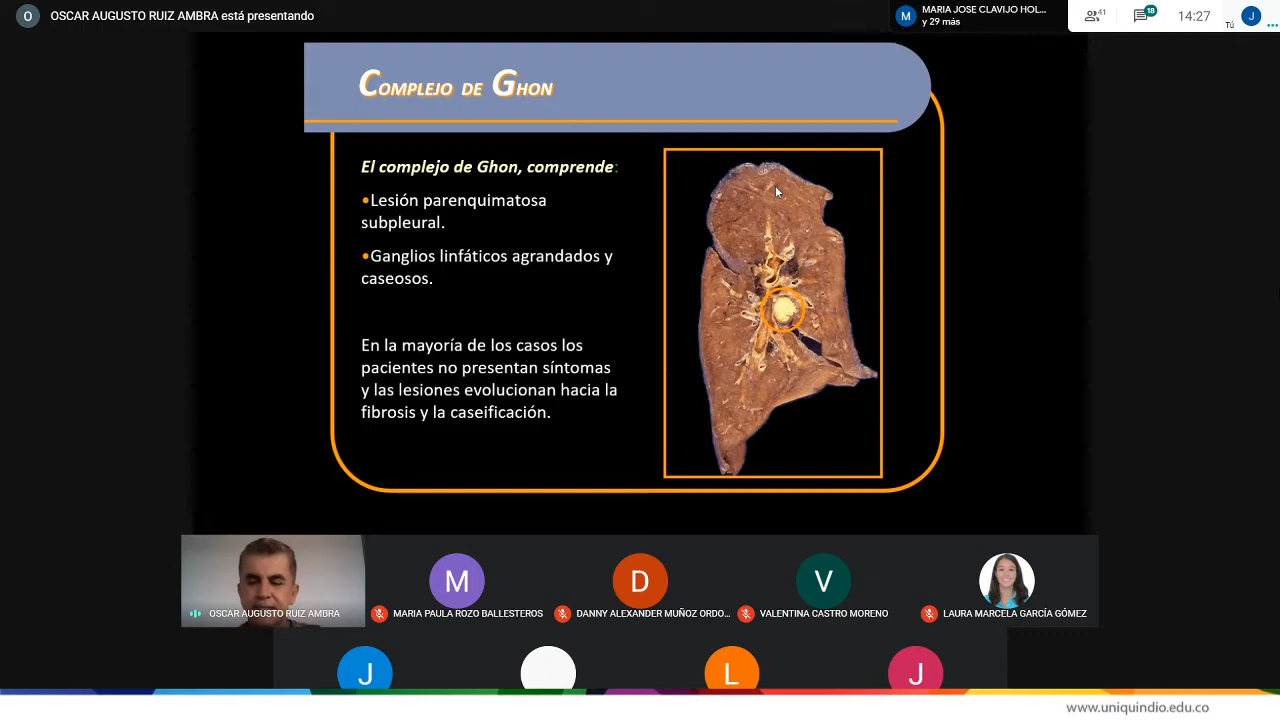 O OSCAR AUGUSTO RUIZ AMBRA está presentando
M MARIA JOSE CLAVIJO HOL...
y 29 más
41
18
14:27
Tú
J
COMPLEJO DE GHON
El complejo de Ghon, comprende:
•Lesión parenquimatosa
subpleural.
•Ganglios linfáticos agrandados y
caseosos.
En la mayoría de los casos los
pacientes no presentan síntomas
y las lesiones evolucionan hacia la
fibrosis y la caseificación.
M
D
V
OSCAR AUGUSTO RUIZ AMBRA
MARIA PAULA ROZO BALLESTEROS
DANNY ALEXANDER MUÑOZ ORDO...
VALENTINA CASTRO MORENO
LAURA MARCELA GARCÍA GÓMEZ
J
L
J
www.uniquindio.edu.co